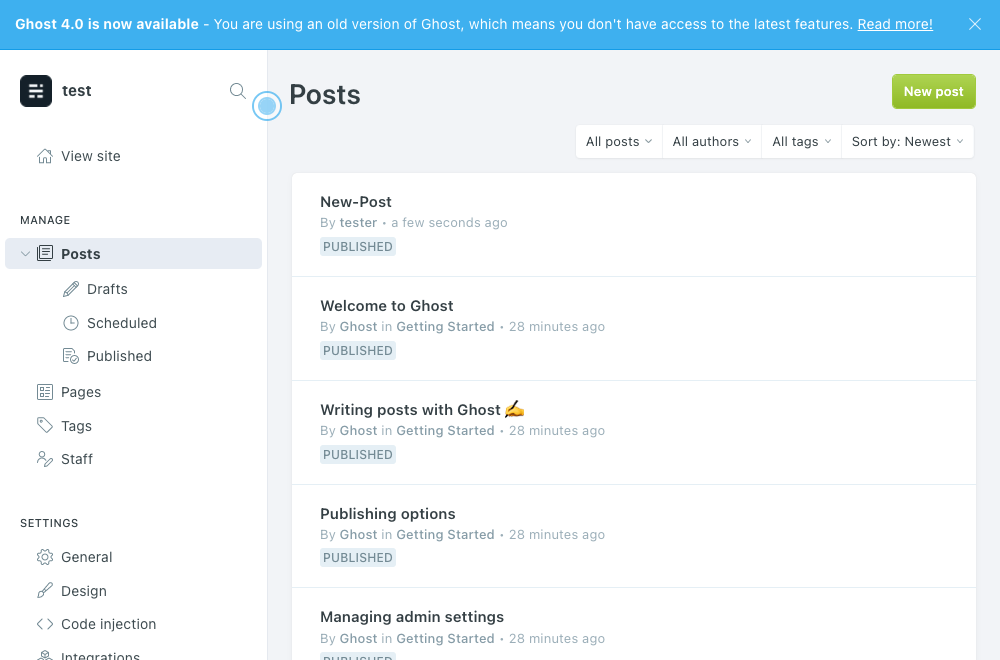 Ghost 4.0 is now available - You are using an old version of Ghost, which means you don't have access to the latest features. Read more!
test
View site
MANAGE
Posts
Drafts
Scheduled
Published
Pages
Tags
Staff
SETTINGS
General
Design
Code injection
Integrations
Posts
New post
All posts
All authors
All tags
Sort by: Newest
New-Post
By tester • a few seconds ago
PUBLISHED
Welcome to Ghost
By Ghost in Getting Started • 28 minutes ago
PUBLISHED
Writing posts with Ghost ✍️
By Ghost in Getting Started • 28 minutes ago
PUBLISHED
Publishing options
By Ghost in Getting Started • 28 minutes ago
PUBLISHED
Managing admin settings
By Ghost in Getting Started • 28 minutes ago
PUBLISHED